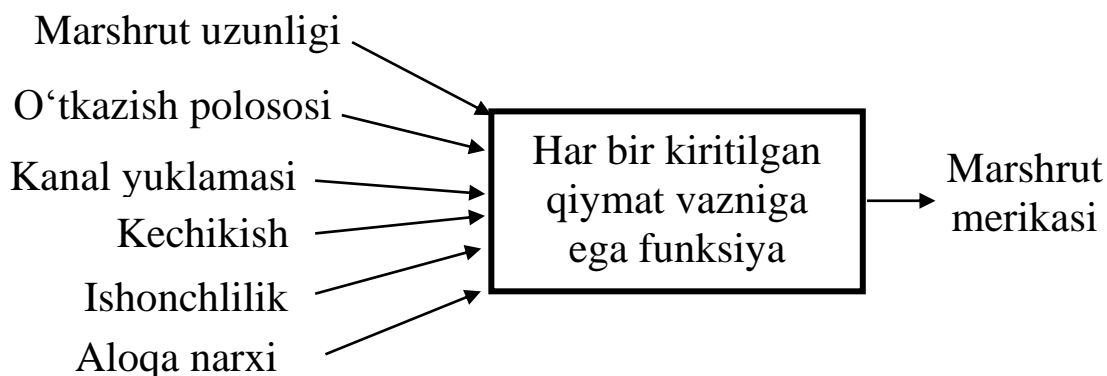 Marshrut uzunligi
O‘tkazish polososi
Kanal yuklamasi
Kechikish
Ishonchlilik
Aloqa narxi
Har bir kiritilgan
qiymat vazniga
ega funksiya
Marshrut
merikasi